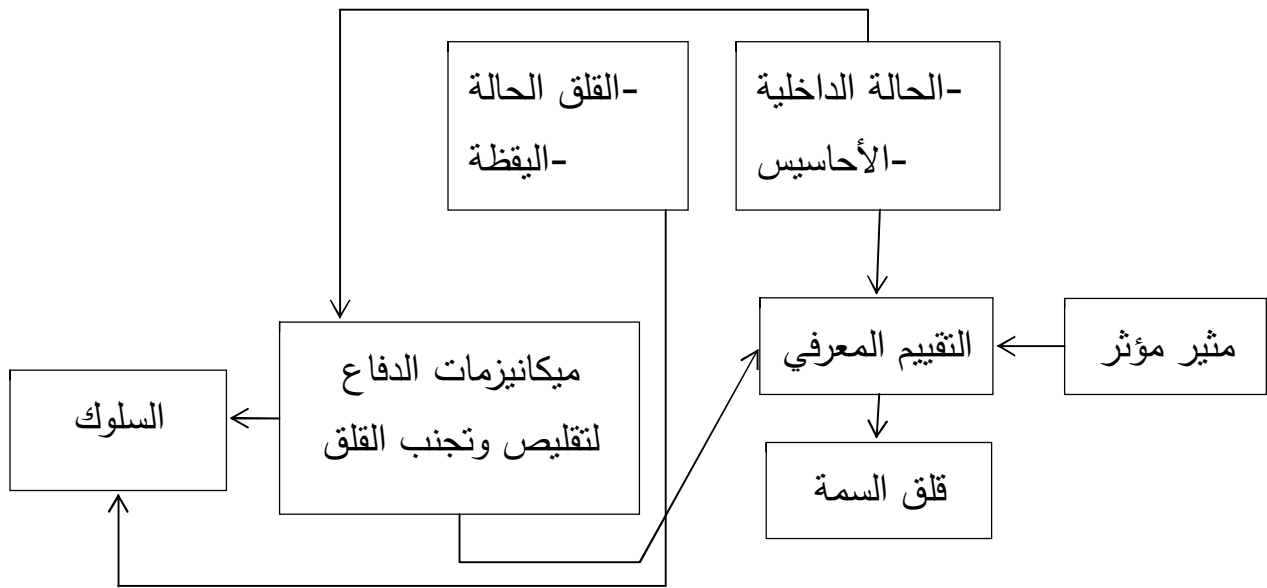 -الحالة الداخلية
-الأحاسيس
-القلق الحالة
-اليقظة
مثير مؤثر
التقييم المعرفي
قلق السمة
ميكانيزمات الدفاع
لتقليص وتجنب القلق
السلوك